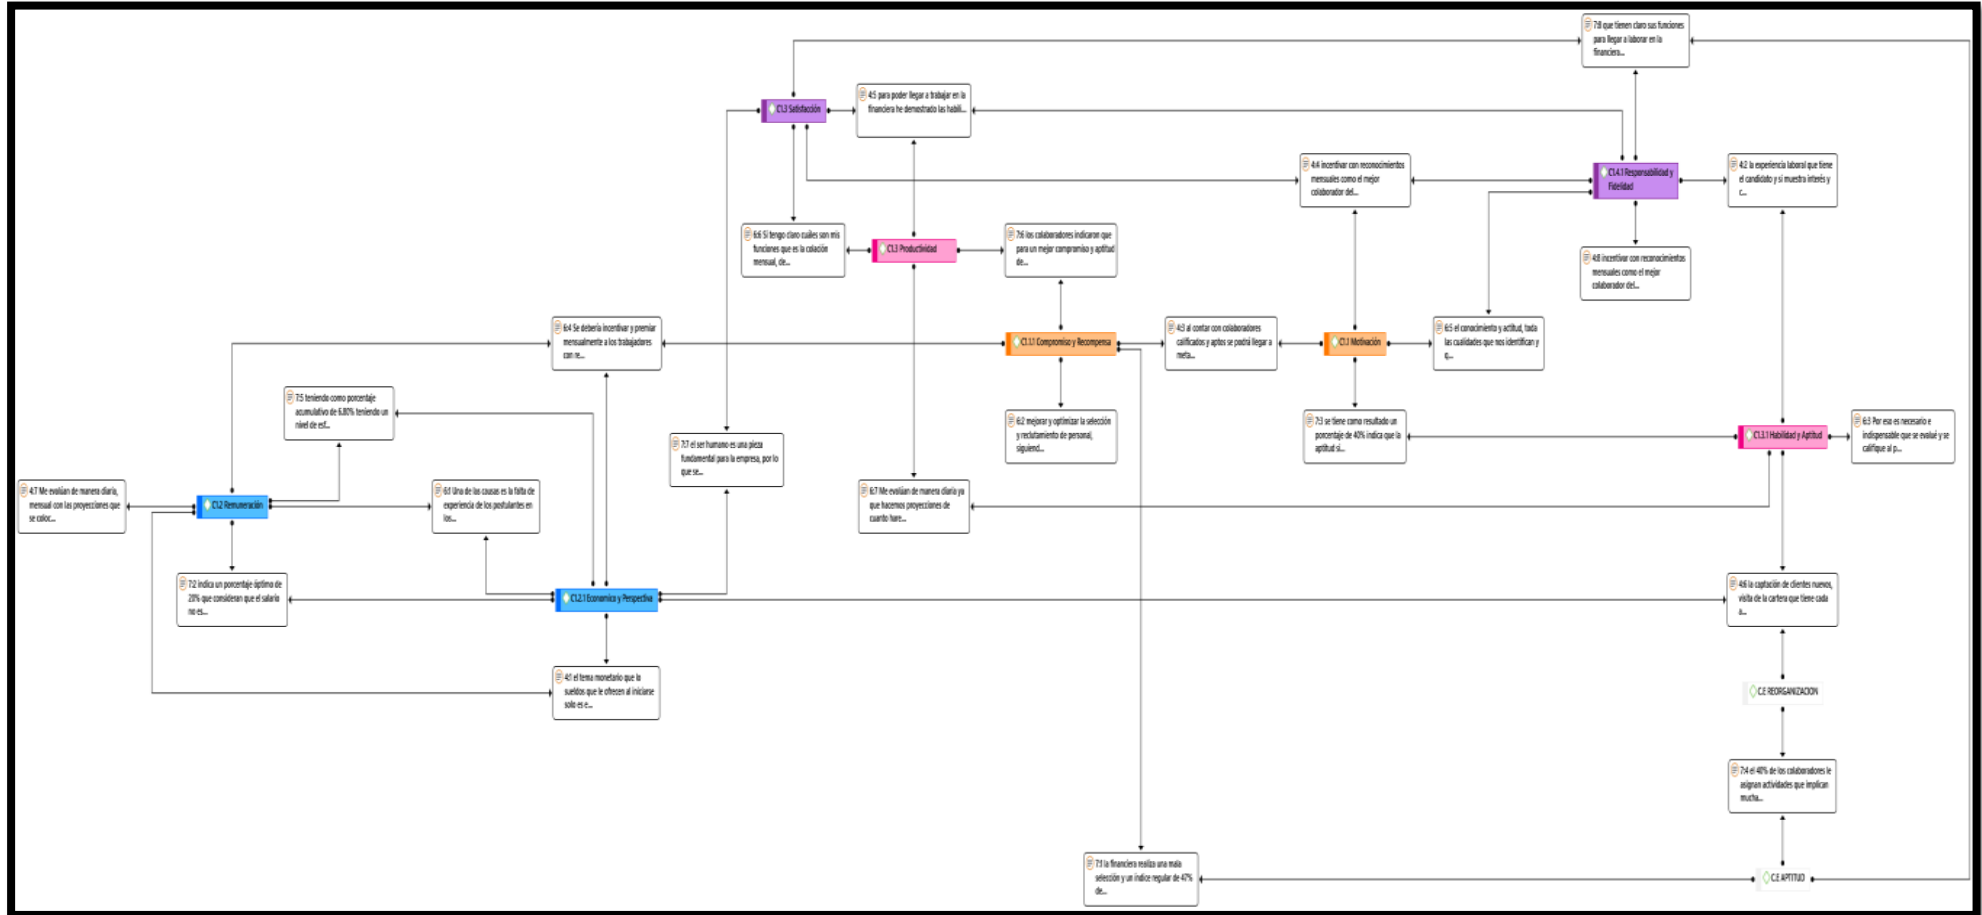 7:8 que tienen claro sus funciones
para llegar a laborar en la
financiera...
C1.3 Satisfacción
4:5 para poder llegar a trabajar en la
financiera he demostrado las habili...
4:4 incentivar con reconocimientos
mensuales como el mejor
colaborador del...
C1.4.1 Responsabilidad y
Fidelidad
4:2 la experiencia laboral que tiene
el candidato y si muestra interés y
c...
6:6 Si tengo claro cuáles son mis
funciones que es la colación
mensual, de...
C1.3 Productividad
7:6 los colaboradores indicaron que
para un mejor compromiso y aptitud
de...
4:8 incentivar con reconocimientos
mensuales como el mejor
colaborador del...
6:4 Se debería incentivar y premiar
mensualmente a los trabajadores
con re...
C1.1.1 Compromiso y Recompensa
4:3 al contar con colaboradores
calificados y aptos se podrá llegar a
meta...
C1.1 Motivación
6:5 el conocimiento y actitud, toda
las cualidades que nos identifican y
q...
7:5 teniendo como porcentaje
acumulativo de 6.80% teniendo un
nivel de esf...
7:7 el ser humano es una pieza
fundamental para la empresa, por lo
que se...
6:2 mejorar y optimizar la selección
y reclutamiento de personal,
siguiend...
7:3 se tiene como resultado un
porcentaje de 40% indica que la
aptitud si...
C1.3.1 Habilidad y Aptitud
6:3 Por eso es necesario e
indispensable que se evalué y se
califique al p...
4:7 Me evalúan de manera diaria,
mensual con las proyecciones que
se coloc...
C1.2 Remuneración
6:1 Una de las causas es la falta de
experiencia de los postulantes en
los...
6:7 Me evalúan de manera diaria ya
que hacemos proyecciones de
cuanto hare...
7:2 indica un porcentaje óptimo de
20% que consideran que el salario
no es...
C1.2.1 Economico y Perspectiva
4:6 la captación de clientes nuevos,
visita de la cartera que tiene cada
a...
4:1 el tema monetario que lo
sueldos que le ofrecen al iniciarse
solo es e...
C.E REORGANIZACION
7:4 el 40% de los colaboradores le
asignan actividades que implican
mucha...
7:1 la financiera realiza una mala
selección y un índice regular de 47%
de...
C.E APTITUD